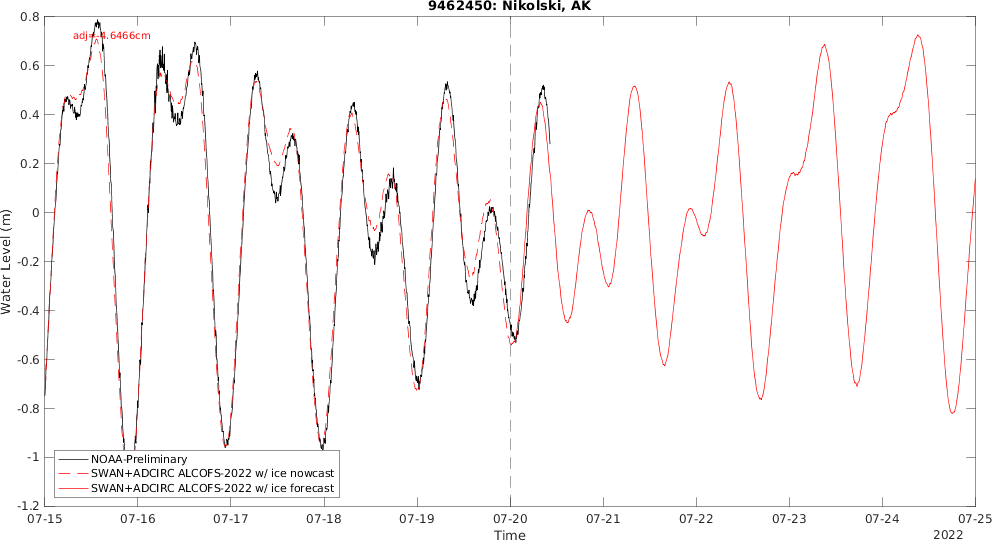 9462450: Nikolski, AK
adj=-4.6466cm
Water Level (m)
0.8
0.6
0.4
0.2
0
-0.2
-0.4
-0.6
-0.8
-1
-1.2
NOAA-Preliminary
SWAN+ADCIRC ALCOFS-2022 w/ ice nowcast
SWAN+ADCIRC ALCOFS-2022 w/ ice forecast
07-15 07-16 07-17 07-18 07-19 07-20 07-21 07-22 07-23 07-24 07-25
Time
2022